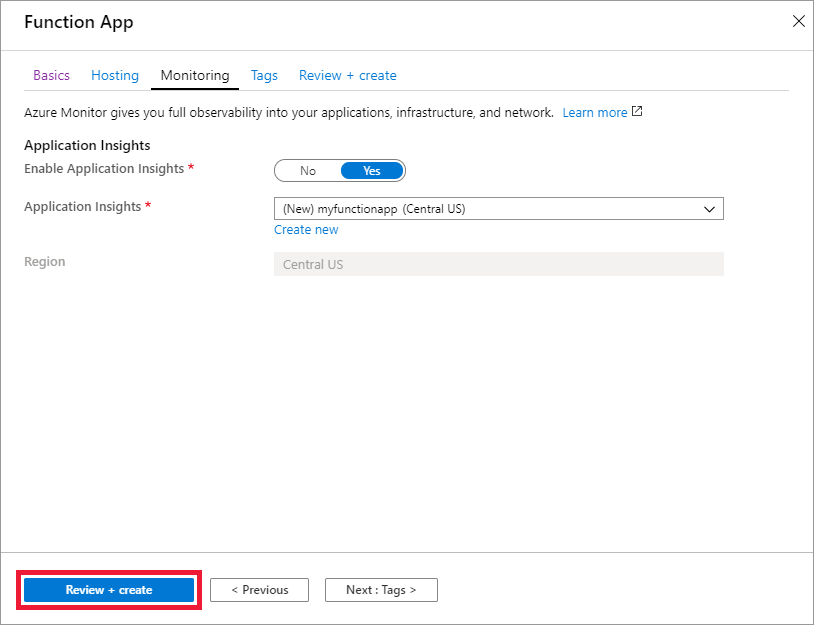 Function App
Basics Hosting Monitoring Tags Review + create
Azure Monitor gives you full observability into your applications, infrastructure, and network. Learn more
Application Insights
Enable Application Insights * No Yes
Application Insights * (New) myfunctionapp (Central US)
Create new
Region Central US
Review + create < Previous Next : Tags >